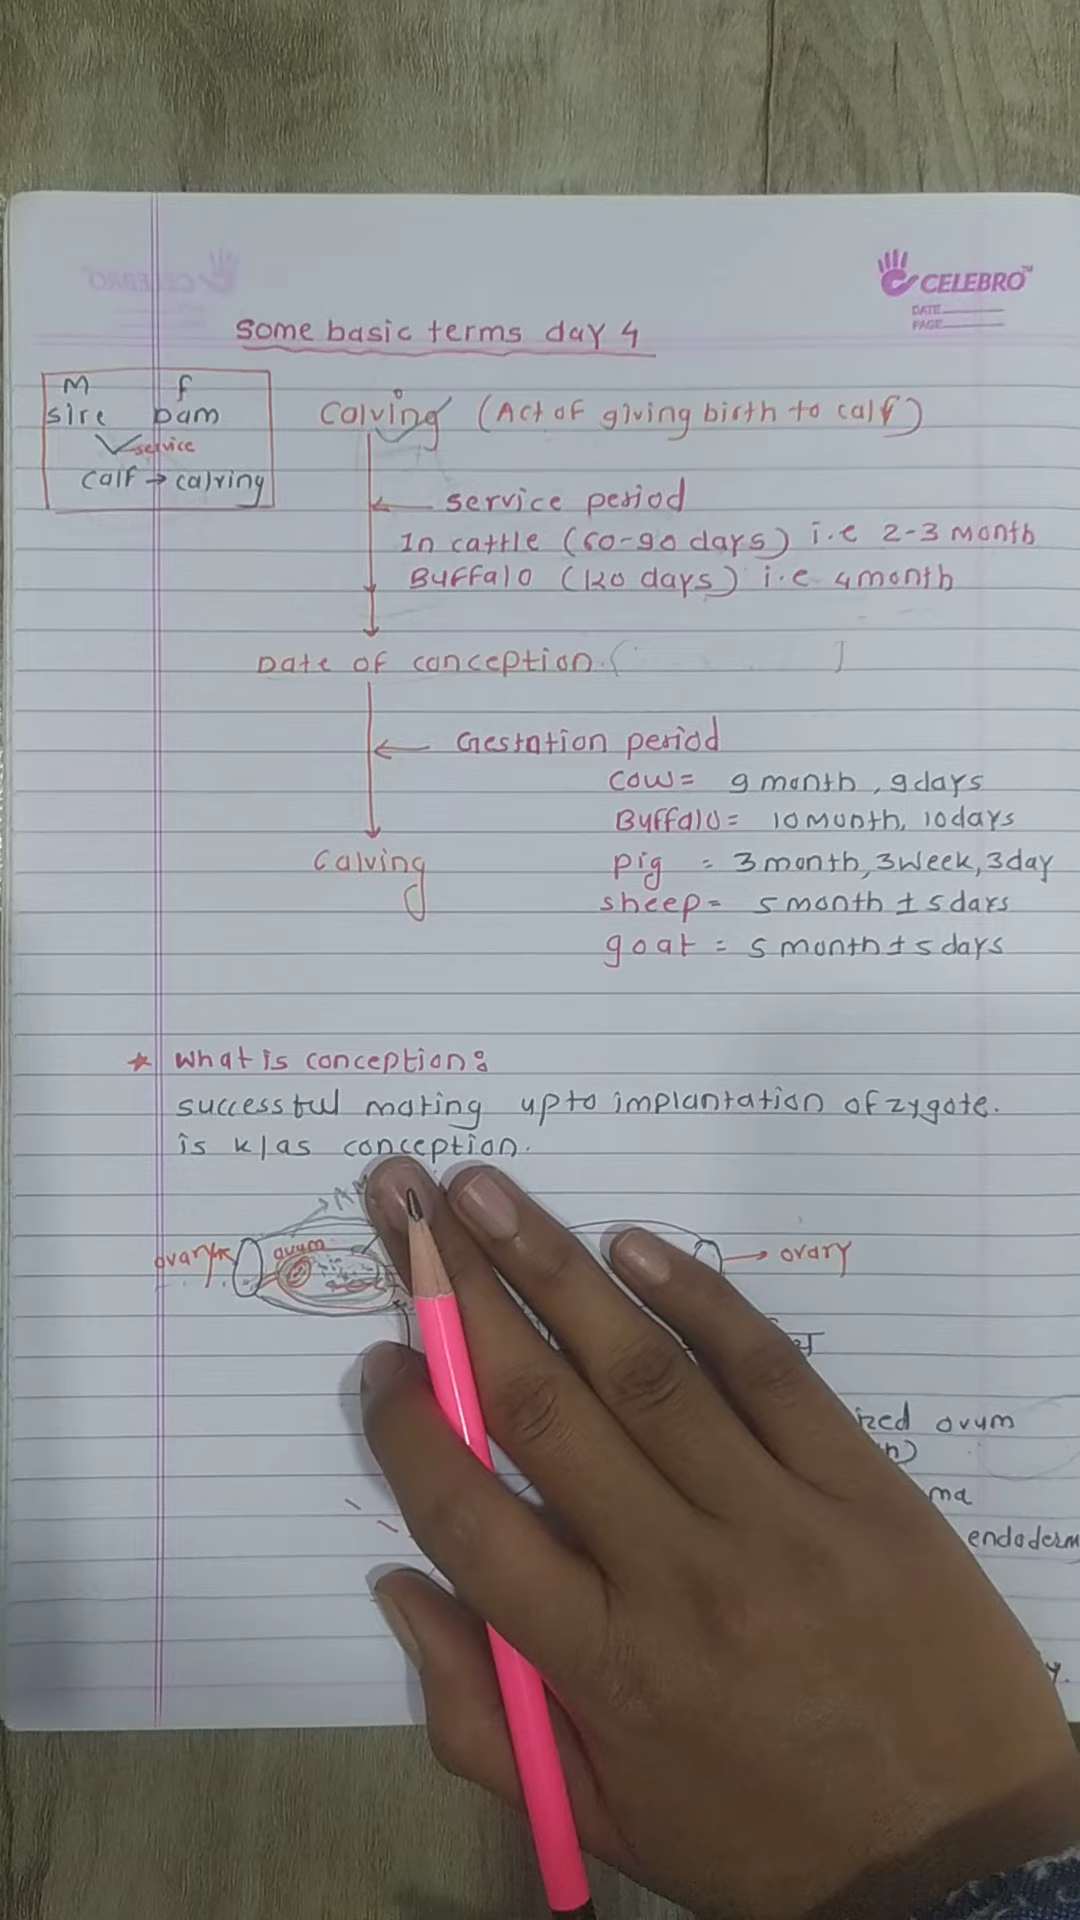 CELEBRO™
DATE
PAGE
some basic terms day 4
M f
sire Dam
service
calf → calving
Calving (Act of giving birth to calf)
← service period
In cattle (60-90 days) i.e 2-3 month
Buffalo (120 days) i.e 4 month
Date of conception.
← Gestation period
cow = 9 month, 9 days
Buffalo = 10 month, 10 days
Calving
pig = 3 month, 3 week, 3 day
sheep = 5 month ± 5 days
goat = 5 month ± 5 days
* What is conception:
successful mating upto implantation of zygote.
is k/as conception.
ovary ovum → ovary
ized ovum
ma
endoderm